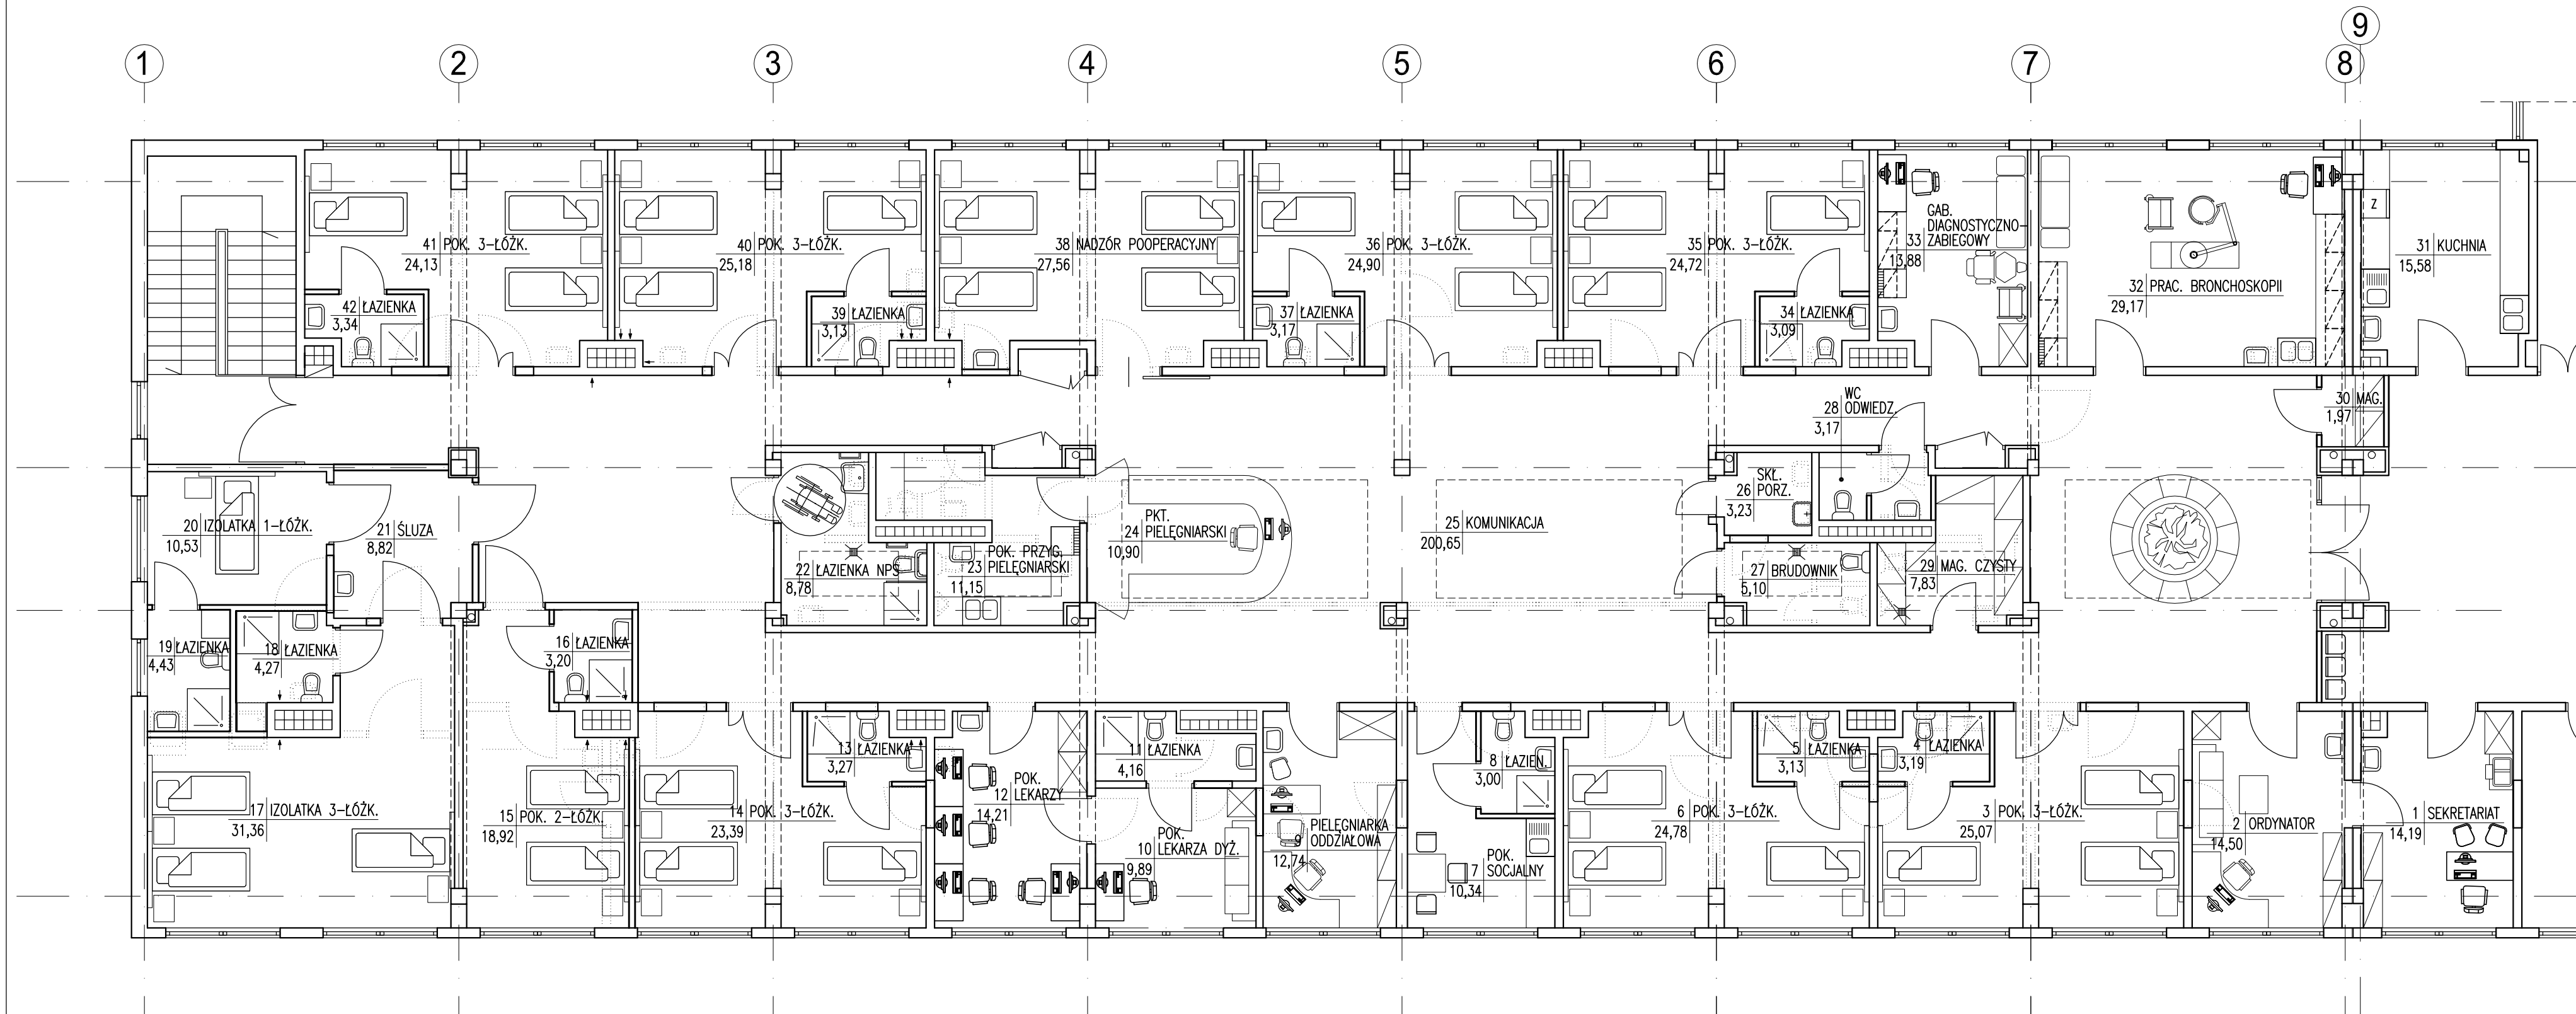 9
1
2
3
4
5
6
7
8
41 POK. 3-ŁÓŻK.
24,13
40 POK. 3-ŁÓŻK.
25,18
38 NADZÓR POOPERACYJNY
27,56
36 POK. 3-ŁÓŻK.
24,90
35 POK. 3-ŁÓŻK.
24,72
GAB.
DIAGNOSTYCZNO-
33 ZABIEGOWY
13,88
Z
31 KUCHNIA
15,58
32 PRAC. BRONCHOSKOPII
29,17
42 ŁAZIENKA
3,34
39 ŁAZIENKA
3,13
37 ŁAZIENKA
3,17
34 ŁAZIENKA
3,09
WC
28 ODWIEDZ.
3,17
30 MAG.
1,97
20 IZOLATKA 1-ŁÓŻK.
10,53
21 ŚLUZA
8,82
22 ŁAZIENKA NPS
8,78
POK. PRZYG.
23 PIELĘGNIARSKI
11,15
PKT.
24 PIELĘGNIARSKI
10,90
25 KOMUNIKACJA
200,65
SKŁ.
26 PORZ.
3,23
27 BRUDOWNIK
5,10
29 MAG. CZYSTY
7,83
19 ŁAZIENKA
4,43
18 ŁAZIENKA
4,27
16 ŁAZIENKA
3,20
13 ŁAZIENKA
3,27
11 ŁAZIENKA
4,16
8 ŁAZIEN.
3,00
5 ŁAZIENKA
3,13
4 ŁAZIENKA
3,19
17 IZOLATKA 3-ŁÓŻK.
31,36
15 POK. 2-ŁÓŻK.
18,92
14 POK. 3-ŁÓŻK.
23,39
POK.
12 LEKARZY
14,21
POK.
10 LEKARZA DYŻ.
9,89
PIELĘGNIARKA
9 ODDZIAŁOWA
12,74
POK.
7 SOCJALNY
10,34
6 POK. 3-ŁÓŻK.
24,78
3 POK. 3-ŁÓŻK.
25,07
2 ORDYNATOR
14,50
1 SEKRETARIAT
14,19